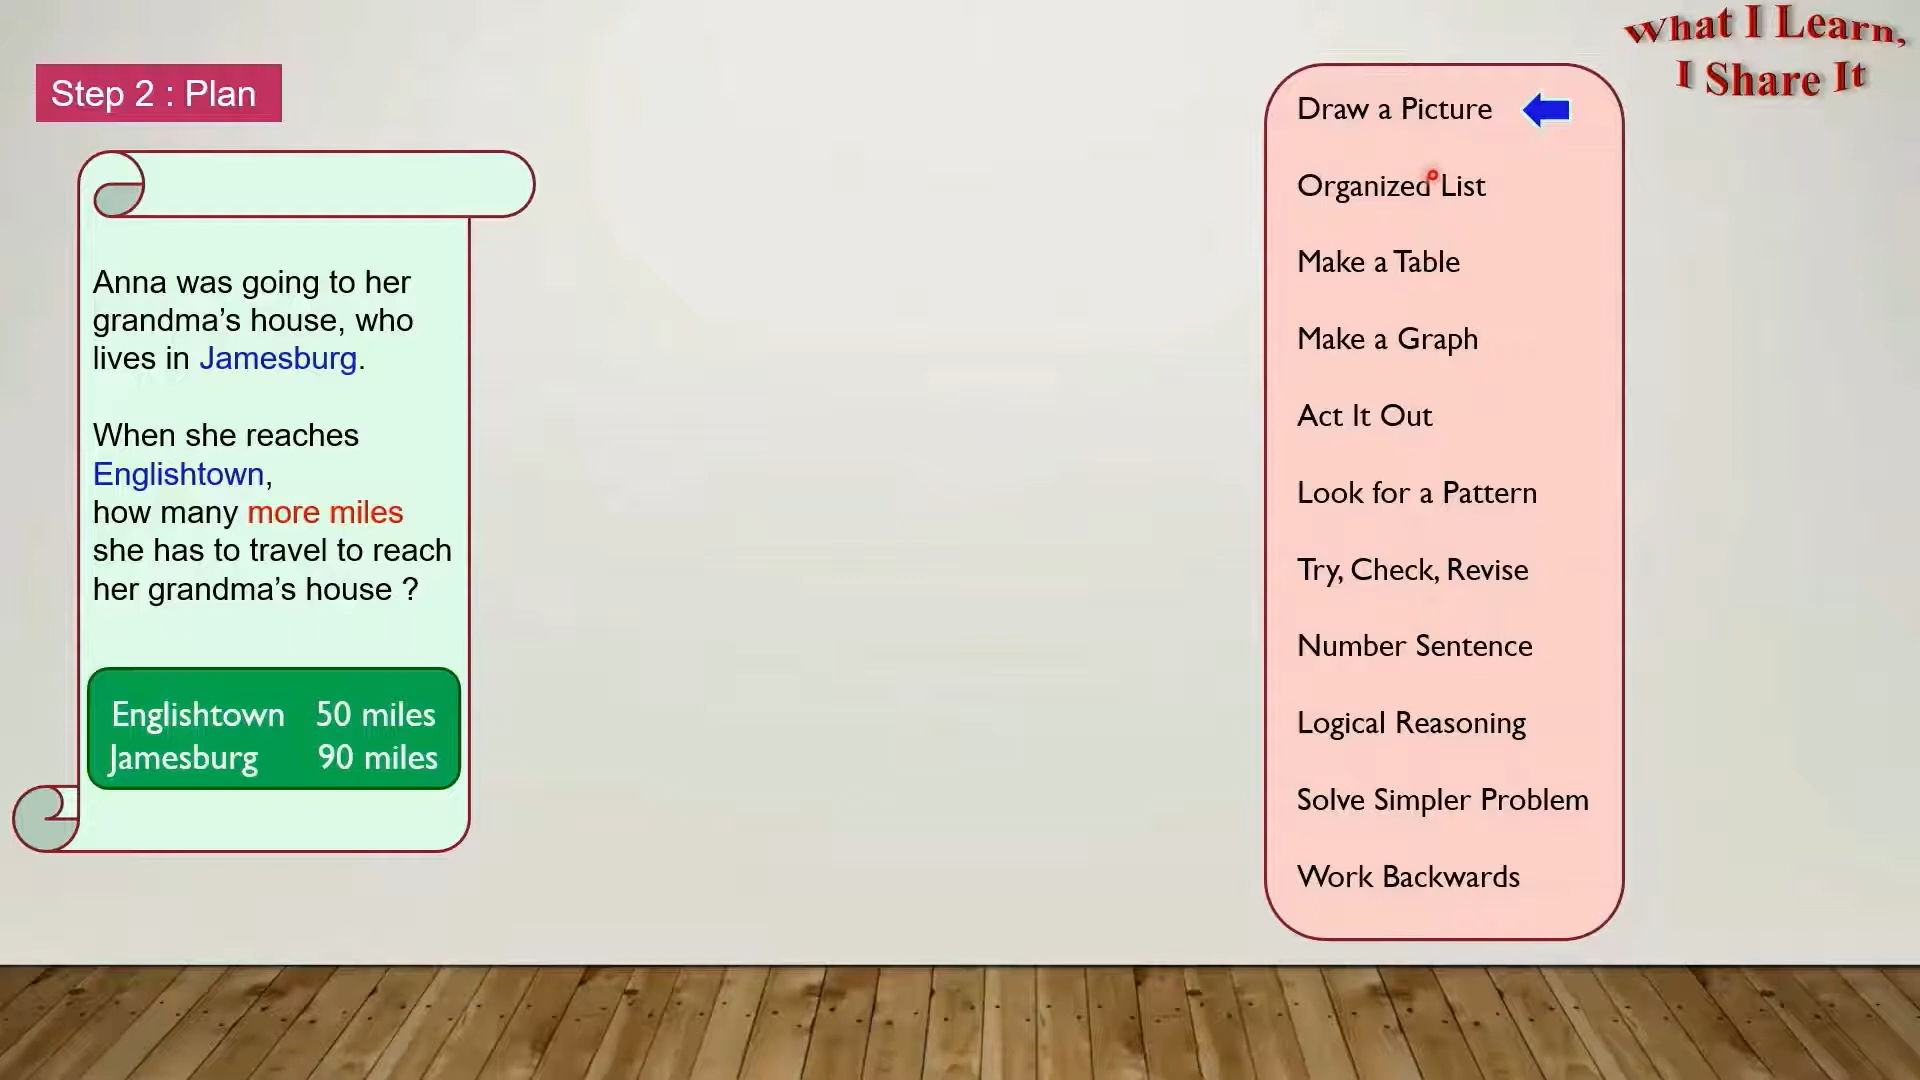 What I Learn,
I Share It
Step 2 : Plan
Anna was going to her
grandma’s house, who
lives in Jamesburg.
When she reaches
Englishtown,
how many more miles
she has to travel to reach
her grandma’s house ?
Englishtown 50 miles
Jamesburg 90 miles
Draw a Picture
Organized List
Make a Table
Make a Graph
Act It Out
Look for a Pattern
Try, Check, Revise
Number Sentence
Logical Reasoning
Solve Simpler Problem
Work Backwards